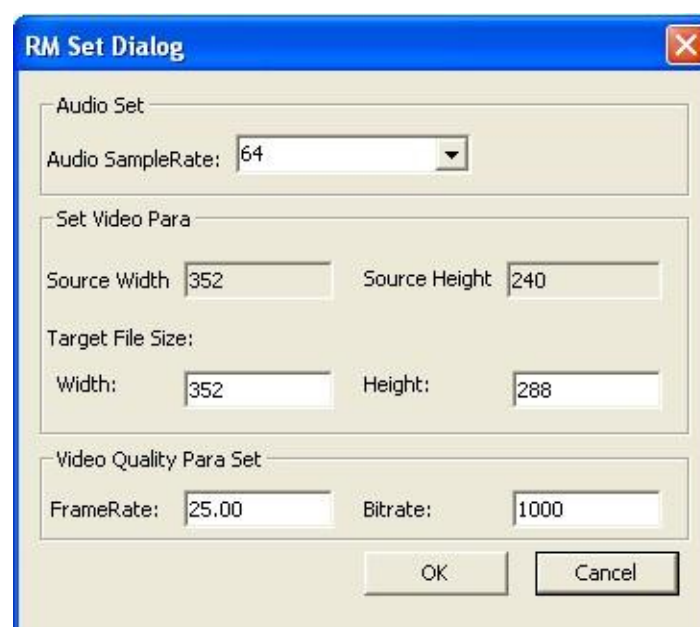 RM Set Dialog
Audio Set
Audio SampleRate: 64
Set Video Para
Source Width 352 Source Height 240
Target File Size:
Width: 352 Height: 288
Video Quality Para Set
FrameRate: 25.00 Bitrate: 1000
OK Cancel